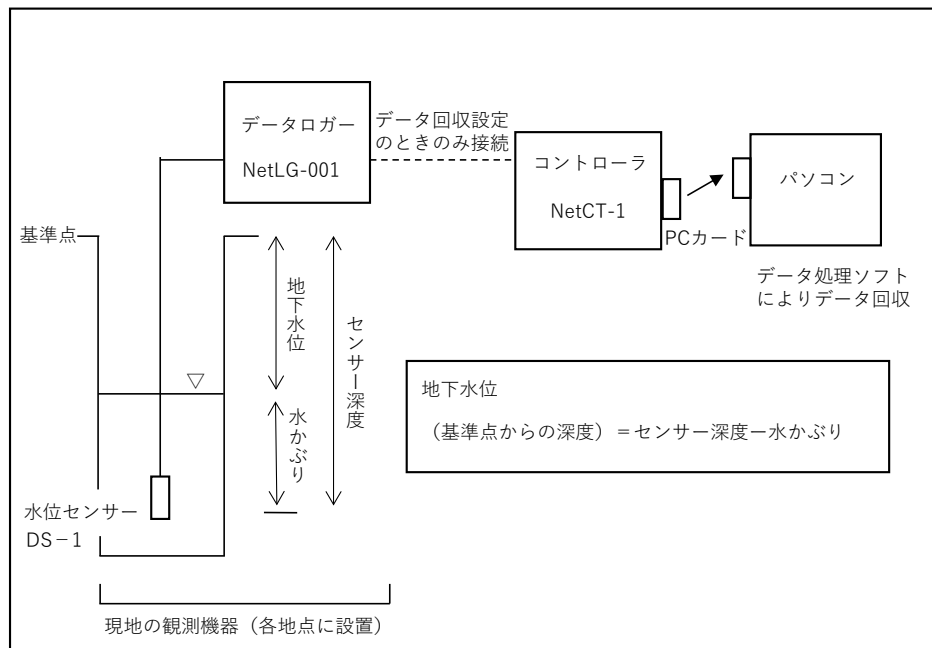 データロガー
NetLG-001
データ回収設定
のときのみ接続
コントローラ
NetCT-1
PCカード
パソコン
データ処理ソフト
によりデータ回収
基準点
地下水位
センサー深度
▽
水かぶり
水位センサー
DS－1
地下水位
（基準点からの深度）＝センサー深度ー水かぶり
現地の観測機器（各地点に設置）